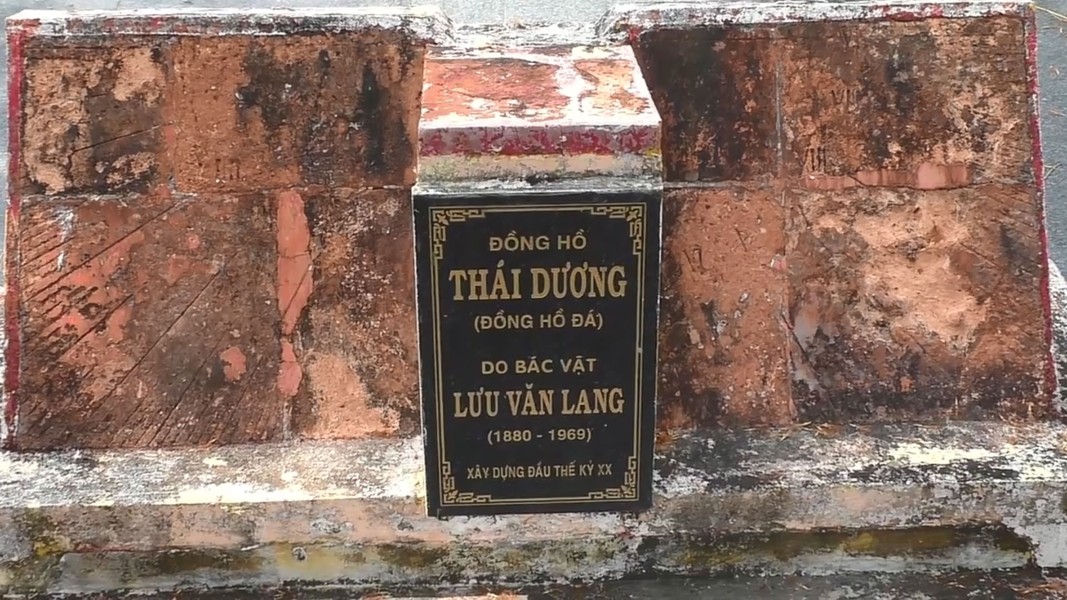 ĐỒNG HỒ
THÁI DƯƠNG
(ĐỒNG HỒ ĐÁ)
DO BÁC VẬT
LƯU VĂN LANG
(1880 - 1969)
XÂY DỰNG ĐẦU THẾ KỶ XX